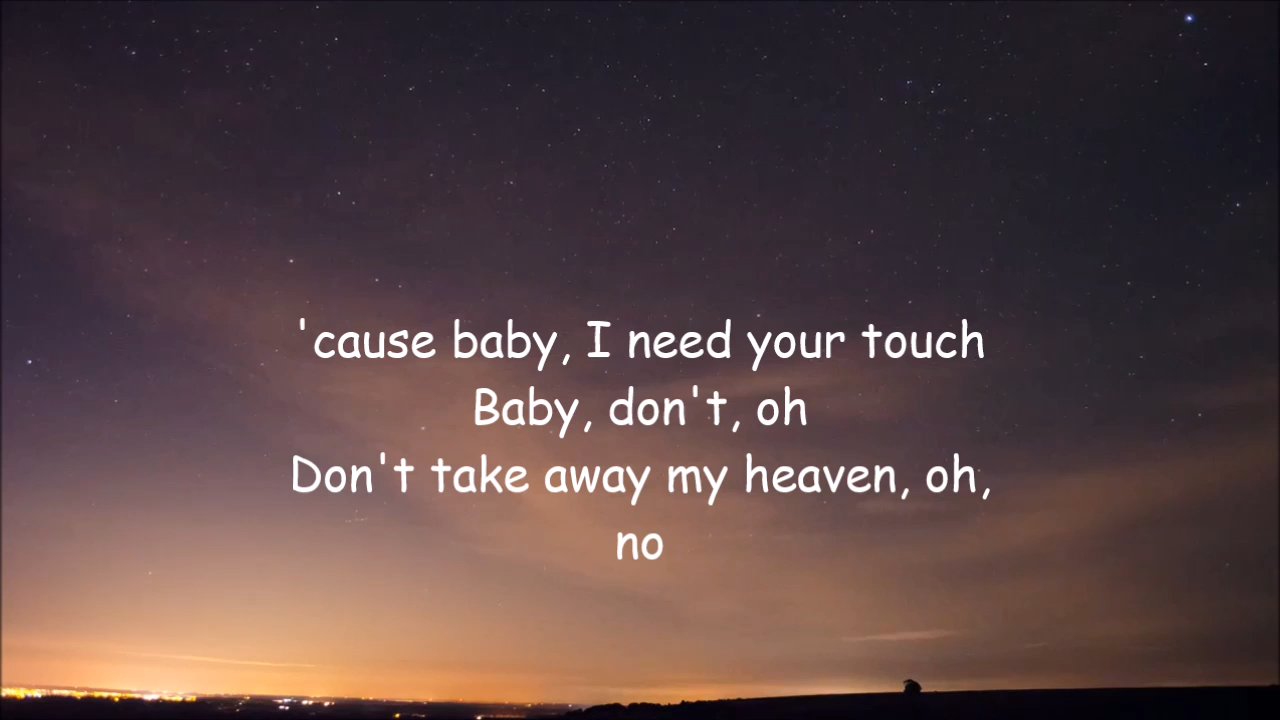 'cause baby, I need your touch
Baby, don't, oh
Don't take away my heaven, oh,
no